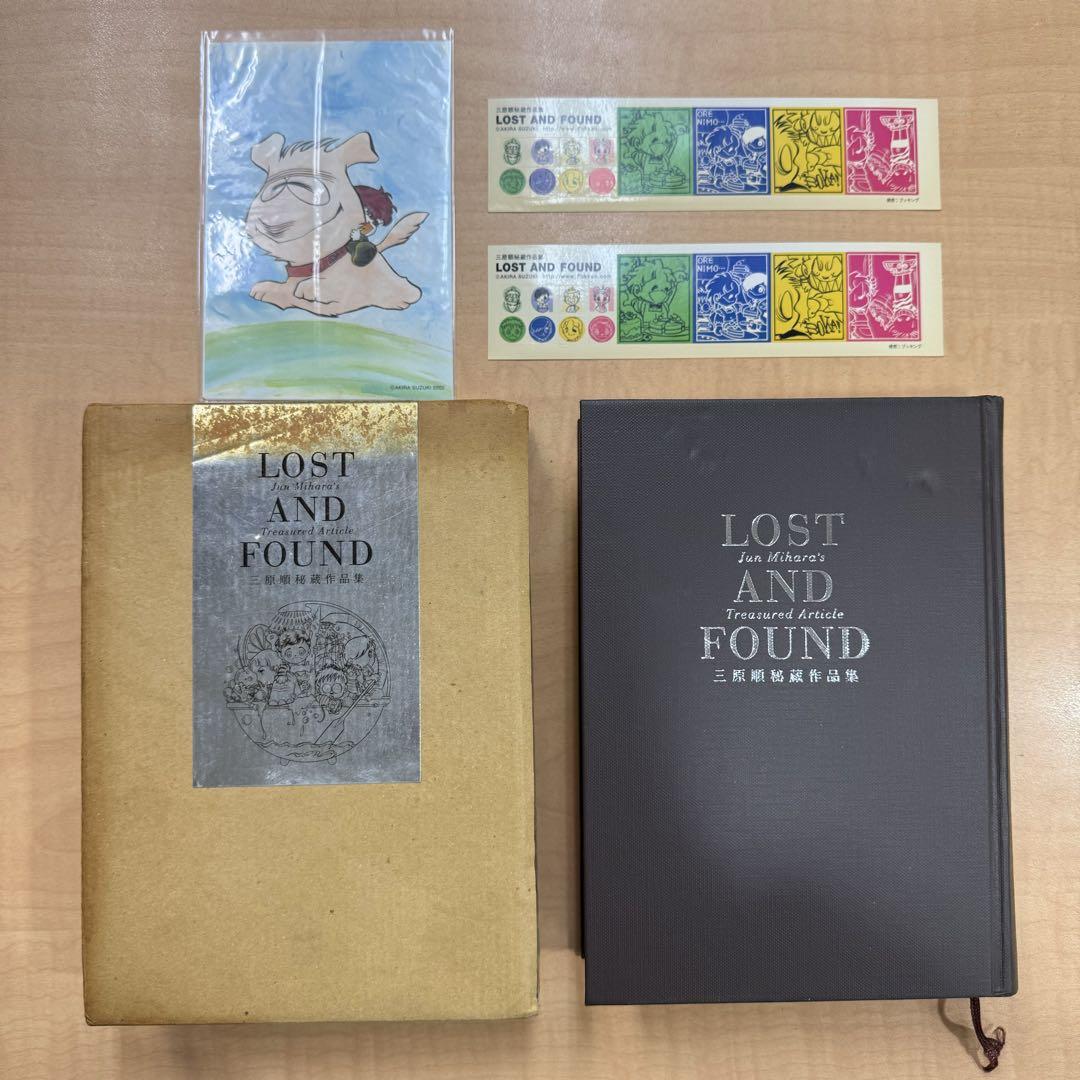 ©AKIRA SUZUKI 2002
三原順秘蔵作品集
LOST AND FOUND
©AKIRA SUZUKI
ORE
NIMO…
BOKAN
三原順秘蔵作品集
LOST AND FOUND
©AKIRA SUZUKI
ORE
NIMO…
BOKAN
LOST
Jun Mihara's
AND
Treasured Article
FOUND
三原順秘蔵作品集
LOST
Jun Mihara's
AND
Treasured Article
FOUND
三原順秘蔵作品集